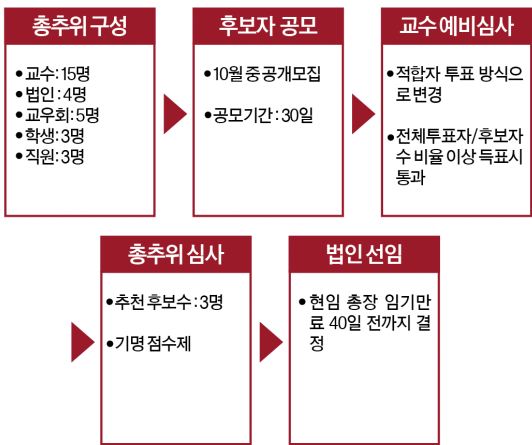 총추위 구성
• 교수: 15명
• 법인: 4명
• 교우회: 5명
• 학생: 3명
• 직원: 3명
후보자 공모
• 10월 중 공개모집
• 공모기간: 30일
교수 예비심사
• 적합자 투표 방식으
로 변경
• 전체투표자/후보자
수 비율 이상 득표시
통과
총추위 심사
• 추천 후보수: 3명
• 기명 점수제
법인 선임
• 현임 총장 임기만
료 40일 전까지 결
정